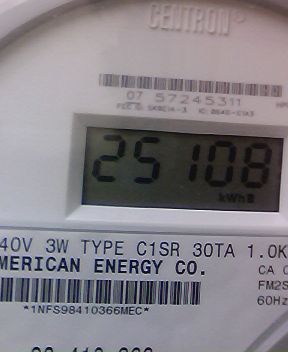 CENTRON®
07 57245311
25108
kWh
40V 3W TYPE C1SR 30TA 1.0K
MERICAN ENERGY CO.
CA
FM2S
60Hz
*1NFS98410366MEC*